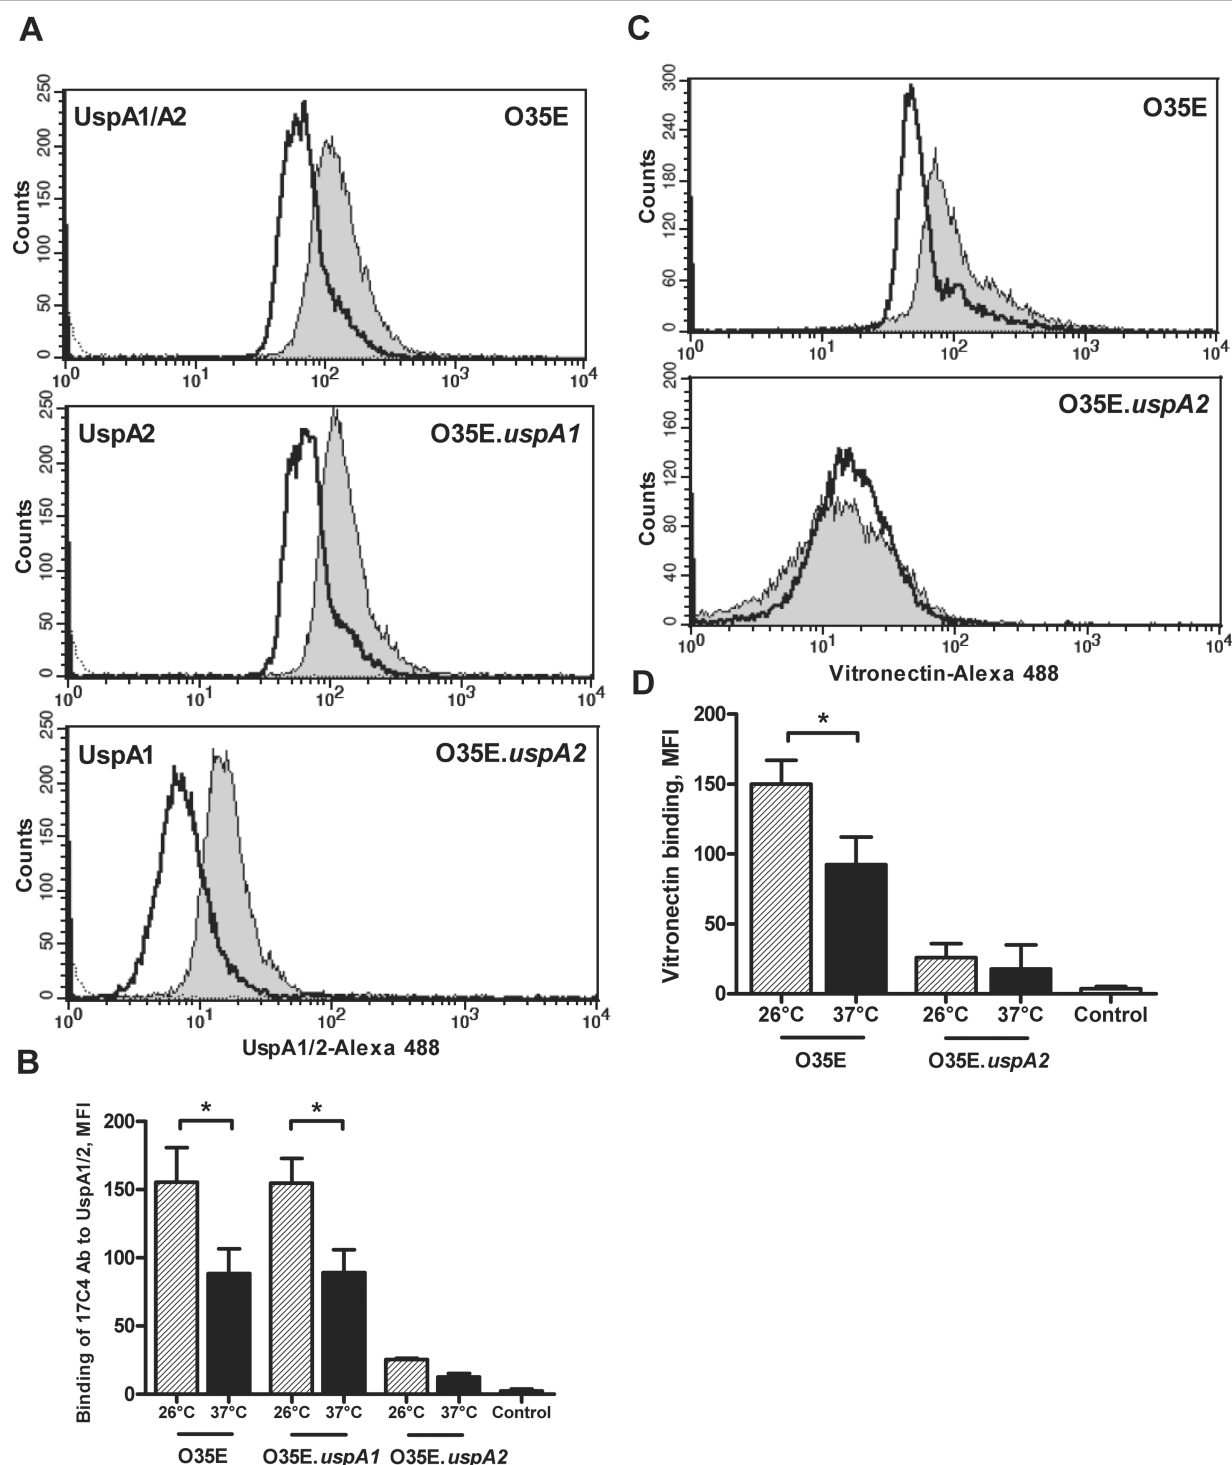 A
UspA1/A2 O35E
Counts
250
200
150
100
50
0
10^0 10^1 10^2 10^3 10^4
UspA2 O35E.uspA1
Counts
250
200
150
100
50
0
10^0 10^1 10^2 10^3 10^4
UspA1 O35E.uspA2
Counts
250
200
150
100
50
0
10^0 10^1 10^2 10^3 10^4
UspA1/2-Alexa 488
B
Binding of 17C4 Ab to UspA1/2, MFI
200
150
100
50
0
* *
26°C 37°C 26°C 37°C 26°C 37°C Control
O35E O35E.uspA1 O35E.uspA2
C
O35E
Counts
300
240
180
120
60
0
10^0 10^1 10^2 10^3 10^4
O35E.uspA2
Counts
200
160
120
80
40
0
10^0 10^1 10^2 10^3 10^4
Vitronectin-Alexa 488
D
Vitronectin binding, MFI
200
150
100
50
0
*
26°C 37°C 26°C 37°C Control
O35E O35E.uspA2